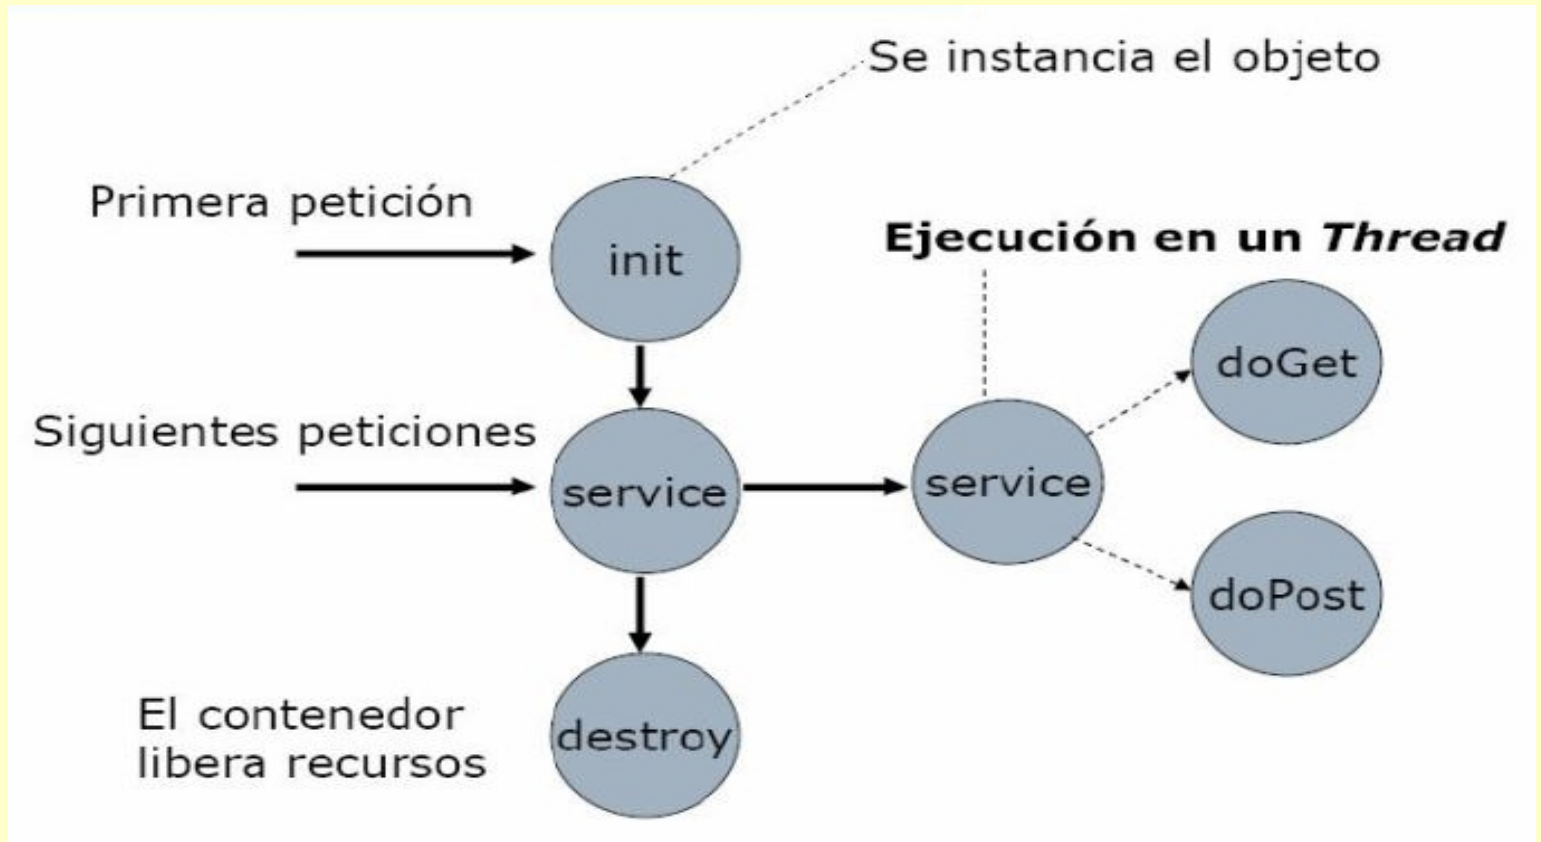 Se instancia el objeto
Primera petición
init
Ejecución en un Thread
doGet
Siguientes peticiones
service
service
doPost
El contenedor
libera recursos
destroy